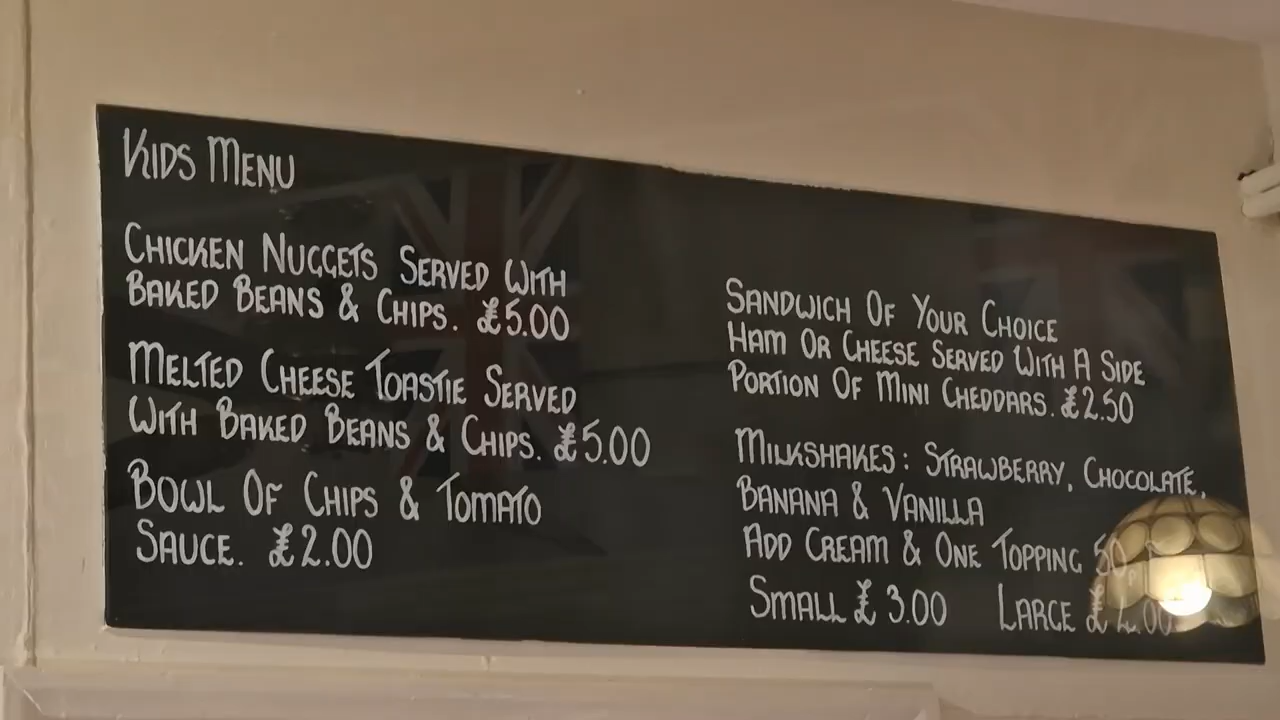 KIDS MENU
CHICKEN NUGGETS SERVED WITH
BAKED BEANS & CHIPS. £5.00
MELTED CHEESE TOASTIE SERVED
WITH BAKED BEANS & CHIPS. £5.00
BOWL OF CHIPS & TOMATO
SAUCE. £2.00
SANDWICH OF YOUR CHOICE
HAM OR CHEESE SERVED WITH A SIDE
PORTION OF MINI CHEDDARS. £2.50
MILKSHAKES: STRAWBERRY, CHOCOLATE,
BANANA & VANILLA
ADD CREAM & ONE TOPPING 50p
SMALL £3.00 LARGE £4.00